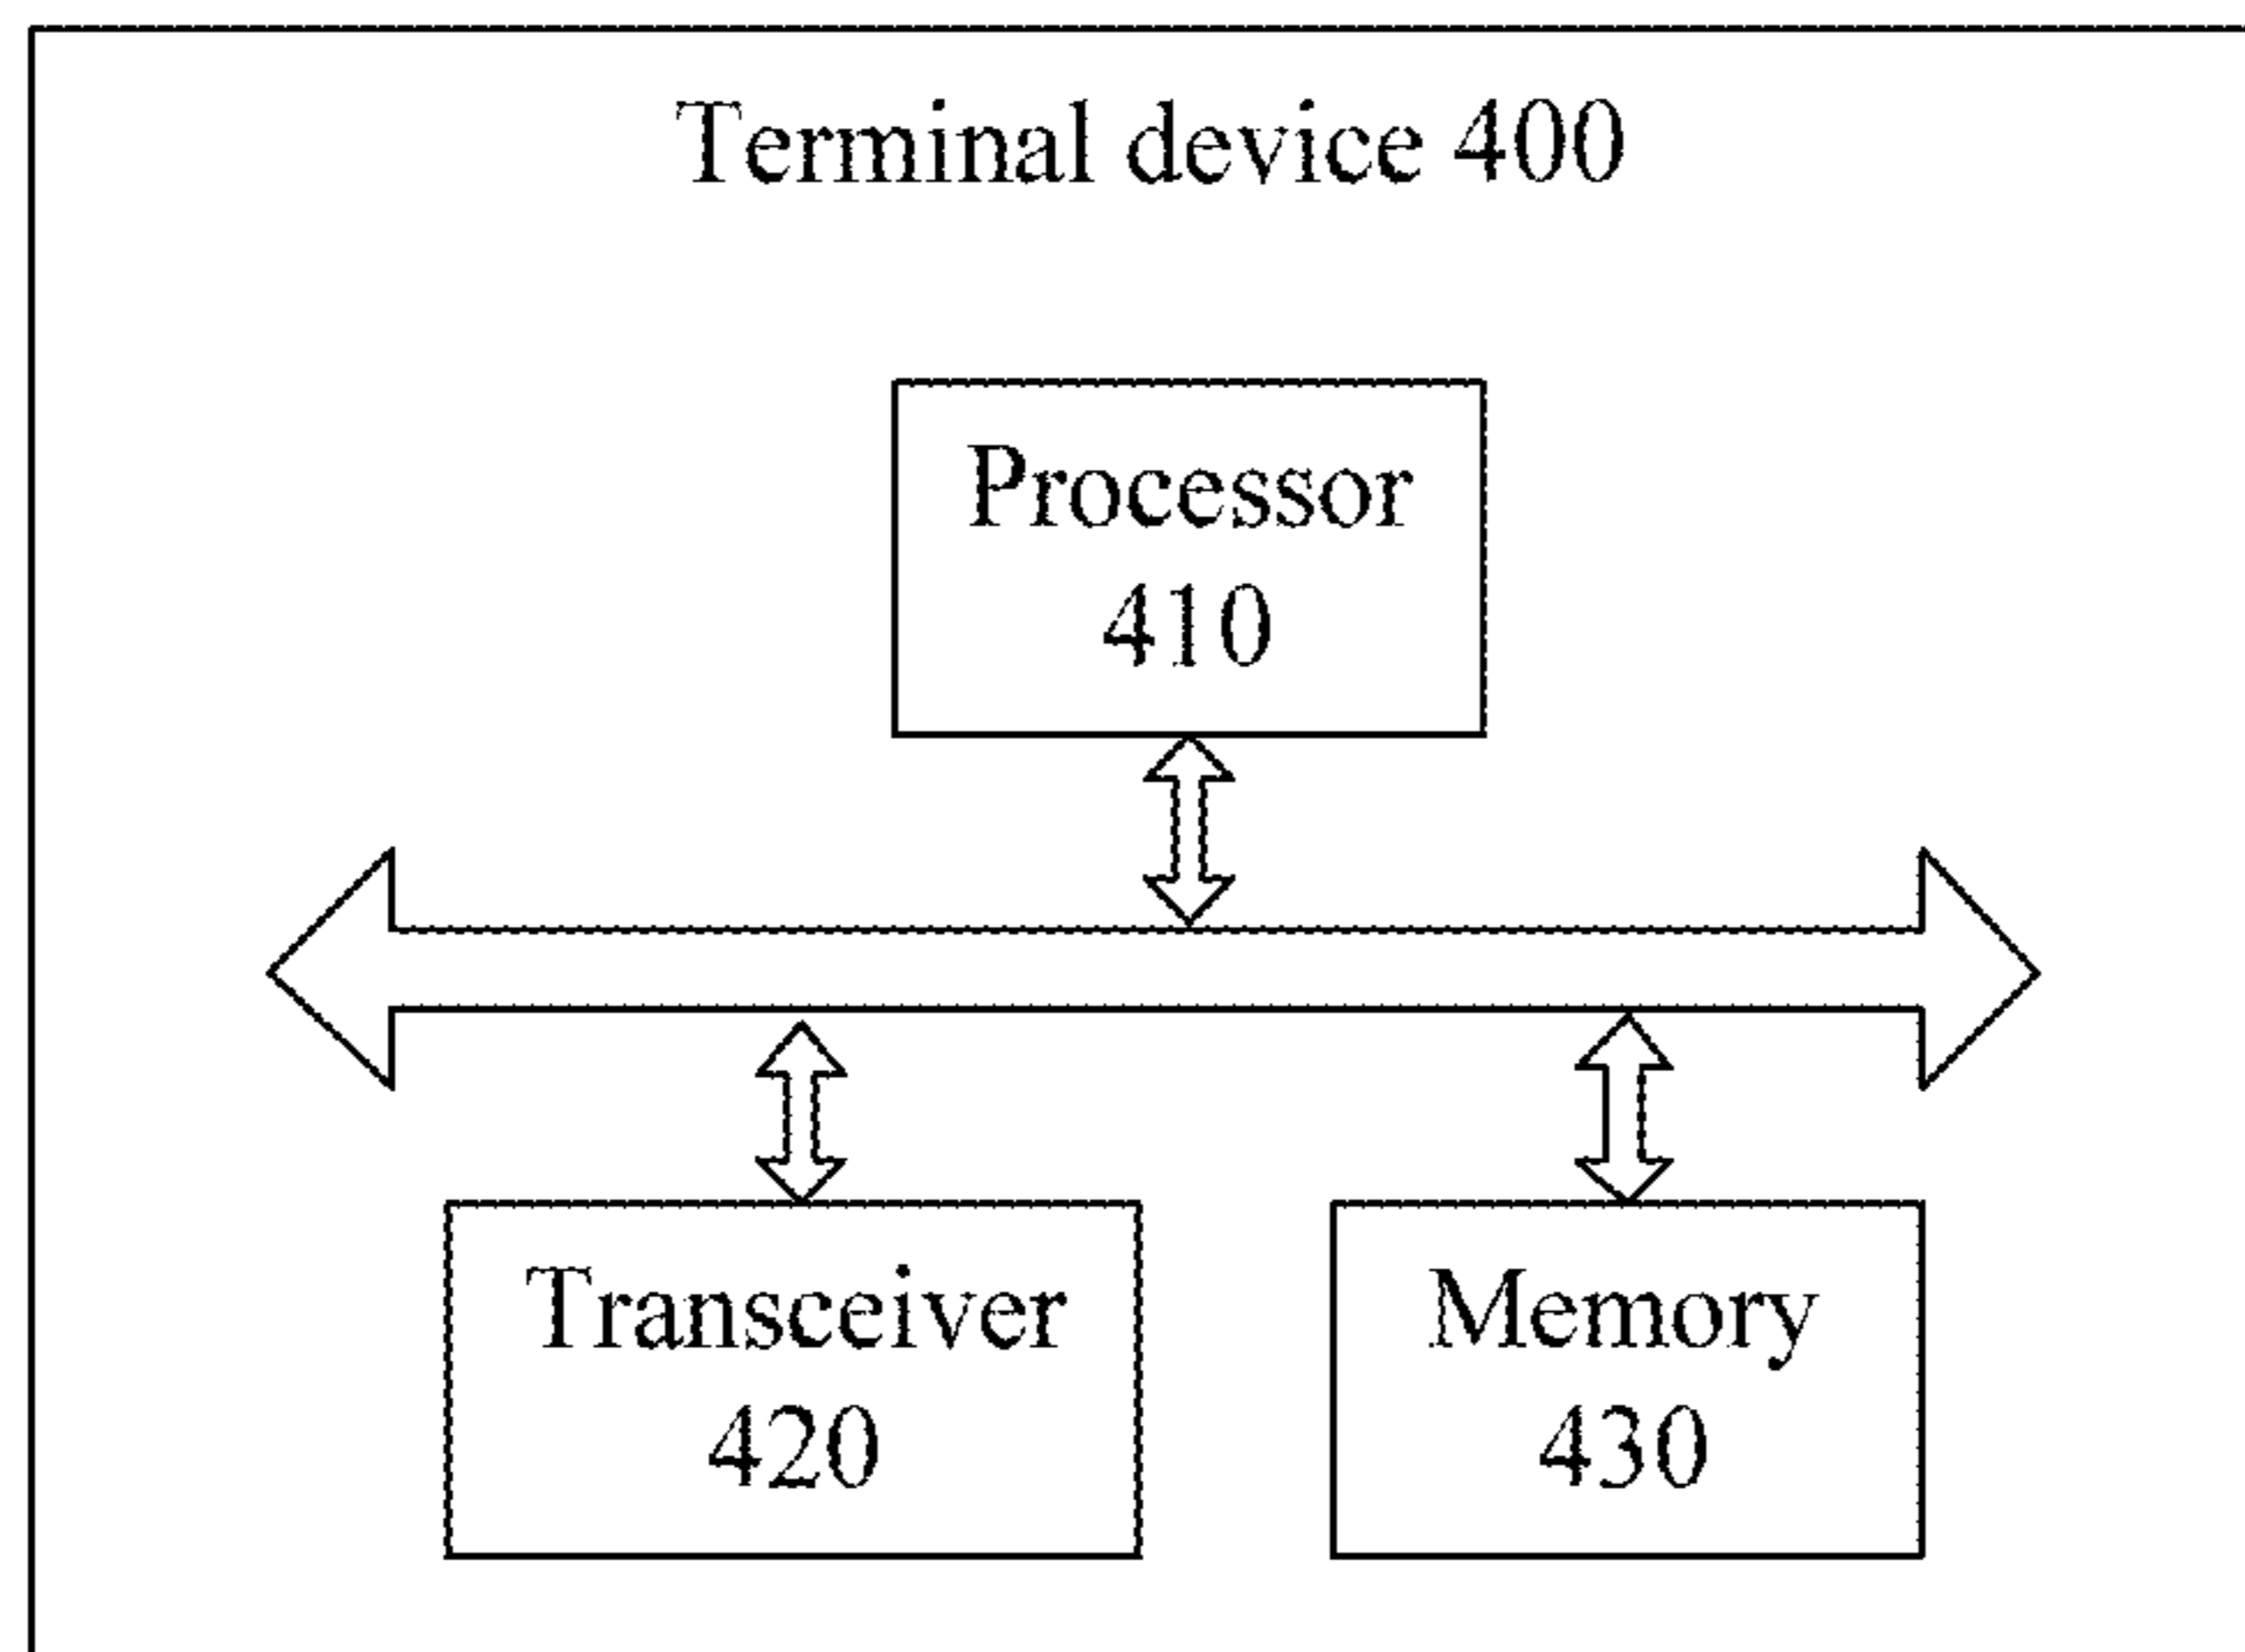 Terminal device 400
Processor
410
Transceiver
420
Memory
430